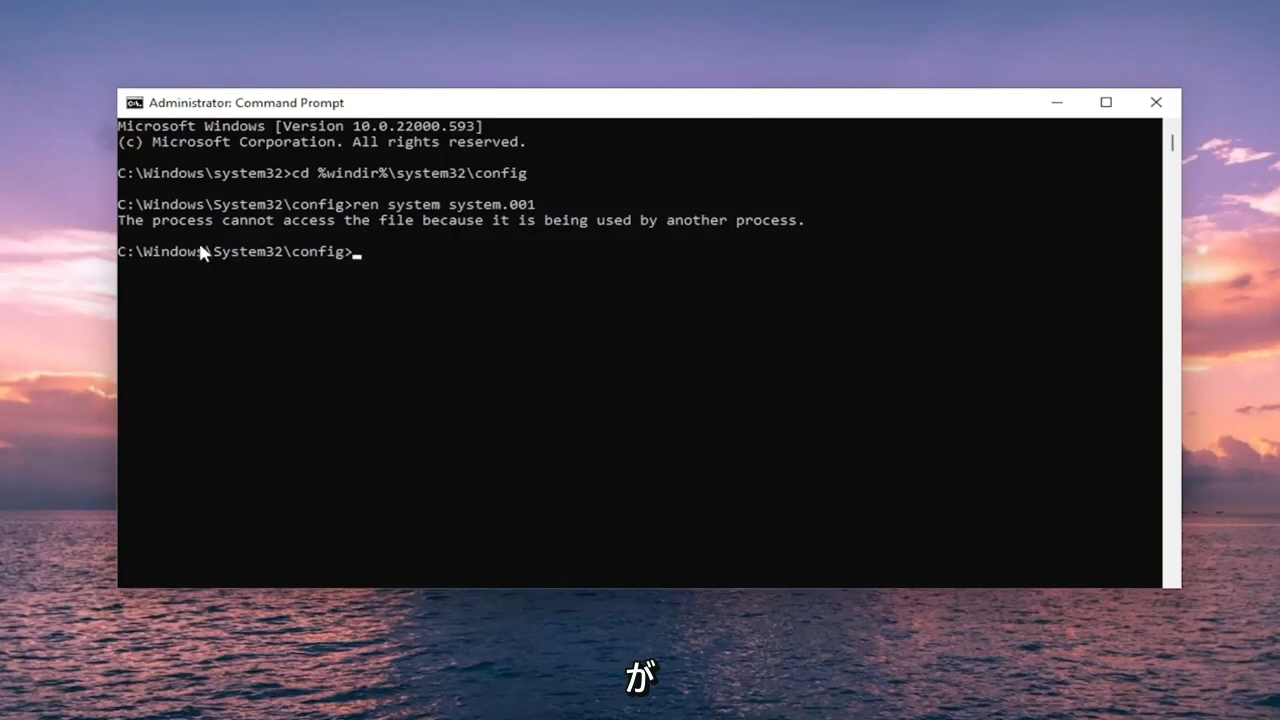 Administrator: Command Prompt
Microsoft Windows [Version 10.0.22000.593]
(c) Microsoft Corporation. All rights reserved.
C:\Windows\system32>cd %windir%\system32\config
C:\Windows\System32\config>ren system system.001
The process cannot access the file because it is being used by another process.
C:\Windows\System32\config>
が